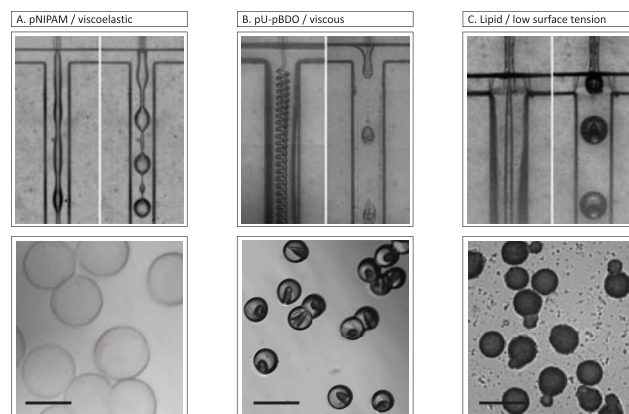 A. pNIPAM / viscoelastic
B. pU-pBDO / viscous
C. Lipid / low surface tension